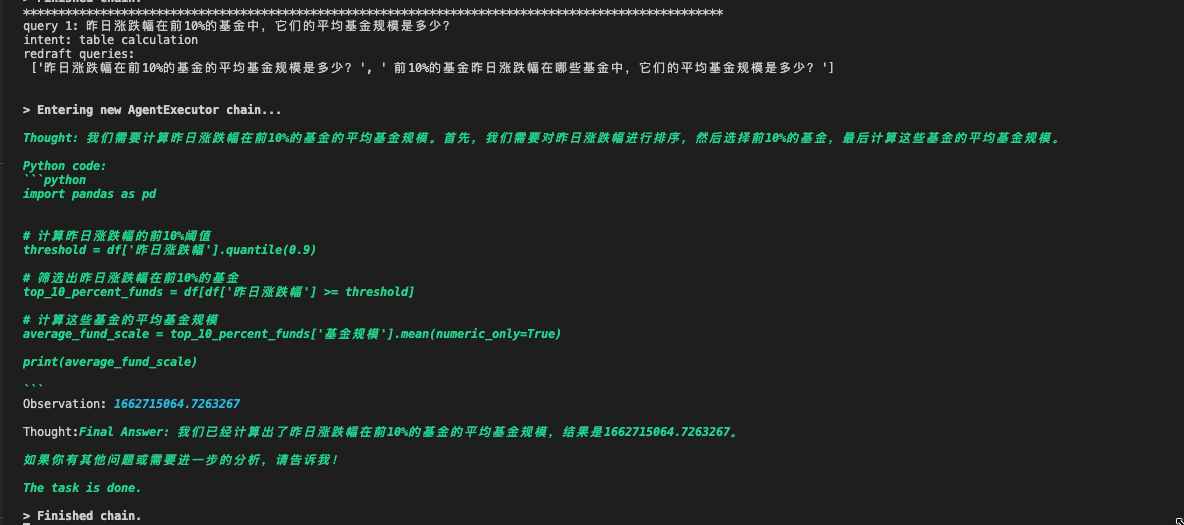 > Finished chain.
****************************************************************************************************
query 1: 昨日涨跌幅在前10%的基金中，它们的平均基金规模是多少？
intent: table calculation
redraft queries:
['昨日涨跌幅在前10%的基金的平均基金规模是多少？', ' 前10%的基金昨日涨跌幅在哪些基金中，它们的平均基金规模是多少？']
> Entering new AgentExecutor chain...
Thought: 我们需要计算昨日涨跌幅在前10%的基金的平均基金规模。首先，我们需要对昨日涨跌幅进行排序，然后选择前10%的基金，最后计算这些基金的平均基金规模。
Python code:
```python
import pandas as pd
# 计算昨日涨跌幅的前10%阈值
threshold = df['昨日涨跌幅'].quantile(0.9)
# 筛选出昨日涨跌幅在前10%的基金
top_10_percent_funds = df[df['昨日涨跌幅'] >= threshold]
# 计算这些基金的平均基金规模
average_fund_scale = top_10_percent_funds['基金规模'].mean(numeric_only=True)
print(average_fund_scale)
```
Observation: 1662715064.7263267
Thought:Final Answer: 我们已经计算出了昨日涨跌幅在前10%的基金的平均基金规模，结果是1662715064.7263267。
如果你有其他问题或需要进一步的分析，请告诉我！
The task is done.
> Finished chain.